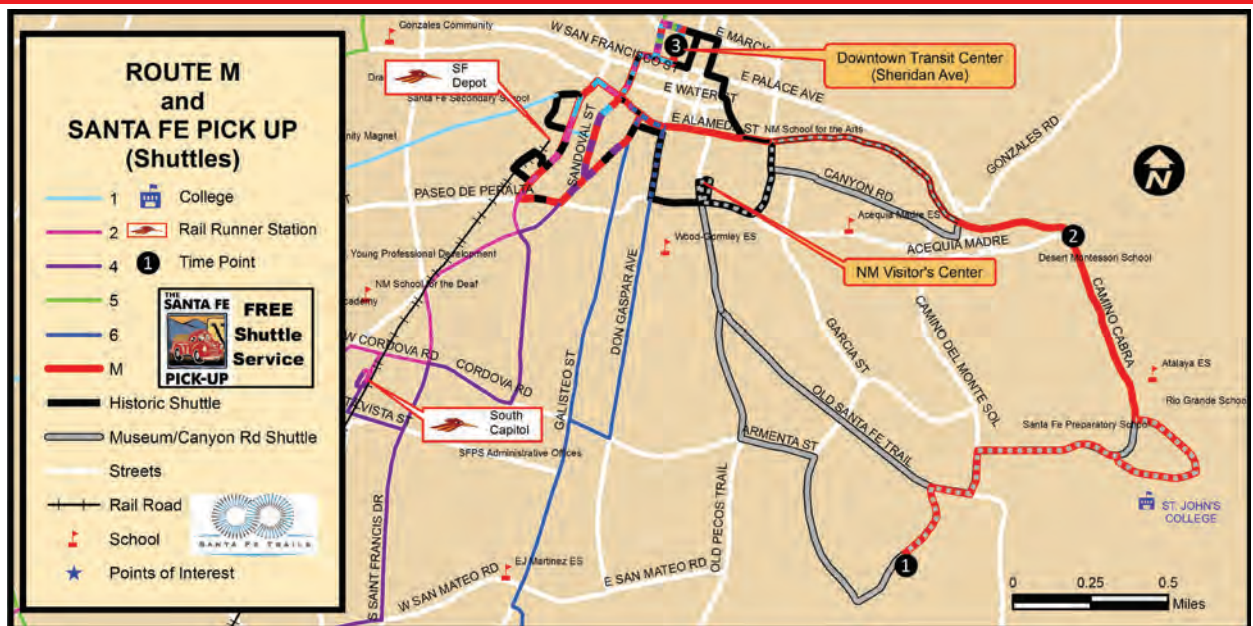 ROUTE M
and
SANTA FE PICK UP
(Shuttles)
1 College
2 Rail Runner Station
4 1 Time Point
5
6
M
THE
SANTA FE
PICK-UP
FREE
Shuttle
Service
Historic Shuttle
Museum/Canyon Rd Shuttle
Streets
Rail Road
School
SANTA FE TRAILS
Points of Interest
Gonzales Community
W SAN FRANCISCO ST
E MARCY
3
Downtown Transit Center
(Sheridan Ave)
SF
Depot
Santa Fe Secondary School
E PALACE AVE
E WATER ST
E ALAMEDA ST
NM School for the Arts
GONZALES RD
N
nity Magnet
SANDOVAL ST
PASEO DE PERALTA
CANYON RD
Acequia Madre ES
ACEQUIA MADRE
2
Desert Montessori School
Wood-Gormley ES
NM Visitor's Center
Young Professional Development
NM School for the Deaf
cademy
W CORDOVA RD
CORDOVA RD
DON GASPAR AVE
GALISTEO ST
GARCIA ST
CAMINO DEL MONTE SOL
CAMINO CABRA
Atalaya ES
Rio Grande School
Santa Fe Preparatory School
TAVISTA ST
South
Capitol
SFPS Administrative Offices
OLD SANTA FE TRAIL
ARMENTA ST
OLD PECOS TRAIL
ST. JOHN'S
COLLEGE
S SAINT FRANCIS DR
EJ Martinez ES
W SAN MATEO RD
E SAN MATEO RD
1
0 0.25 0.5
Miles